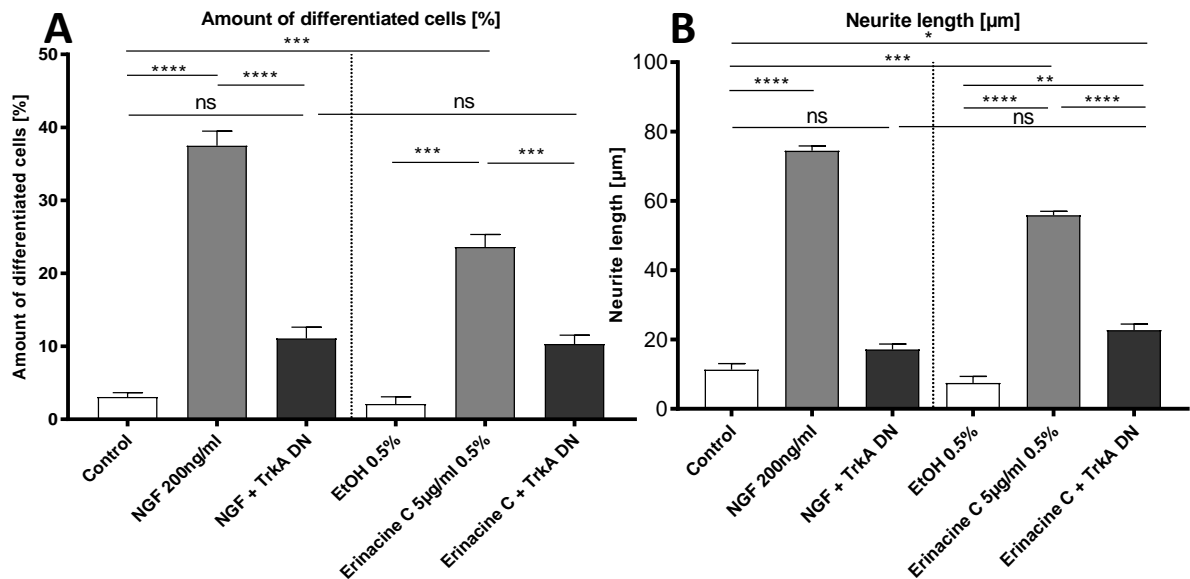 A
Amount of differentiated cells [%]
Amount of differentiated cells [%]
50
40
30
20
10
0
***
**** ****
ns ns
*** ***
Control
NGF 200ng/ml
NGF + TrkA DN
EtOH 0.5%
Erinacine C 5µg/ml 0.5%
Erinacine C + TrkA DN
B
Neurite length [µm]
Neurite length [µm]
100
80
60
40
20
0
*
***
**** **
**** ****
ns ns
Control
NGF 200ng/ml
NGF + TrkA DN
EtOH 0.5%
Erinacine C 5µg/ml 0.5%
Erinacine C + TrkA DN